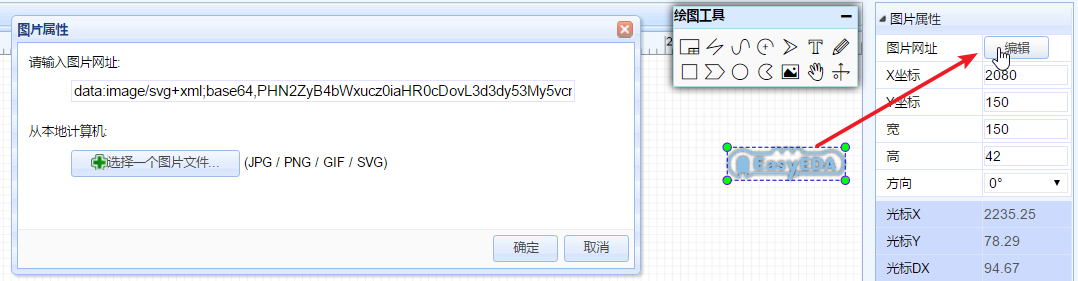 图片属性
请输入图片网址:
data:image/svg+xml;base64,PHN2ZyB4bWxucz0iaHR0cDovL3d3dy53My5vcr
从本地计算机:
选择一个图片文件... (JPG / PNG / GIF / SVG)
确定 取消
绘图工具
EasyEDA
图片属性
图片网址 编辑
X坐标 2080
Y坐标 150
宽 150
高 42
方向 0°
光标X 2235.25
光标Y 78.29
光标DX 94.67